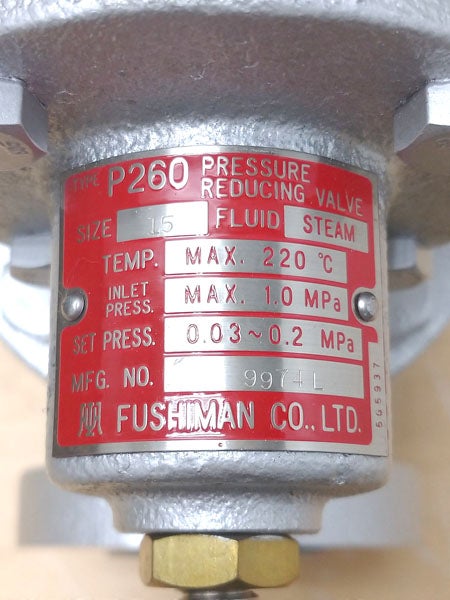 TYPE P260 PRESSURE REDUCING VALVE
SIZE 15 FLUID STEAM
TEMP. MAX. 220 ℃
INLET PRESS. MAX. 1.0 MPa
SET PRESS. 0.03~0.2 MPa
MFG. NO. 9974L
FUSHIMAN CO., LTD.
505937